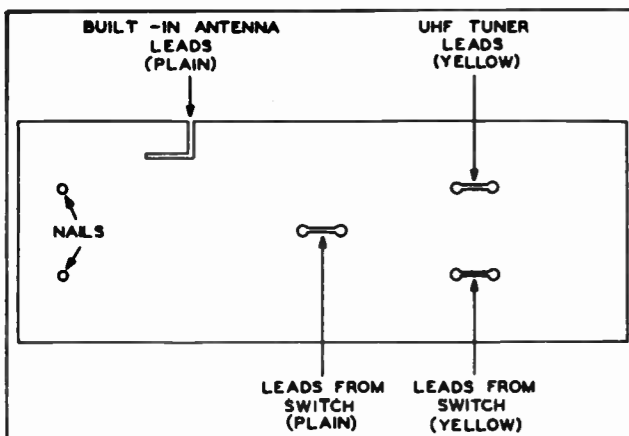 BUILT -IN ANTENNA
LEADS
(PLAIN)
UHF TUNER
LEADS
(YELLOW)
NAILS
LEADS FROM
SWITCH
(PLAIN)
LEADS FROM
SWITCH
(YELLOW)